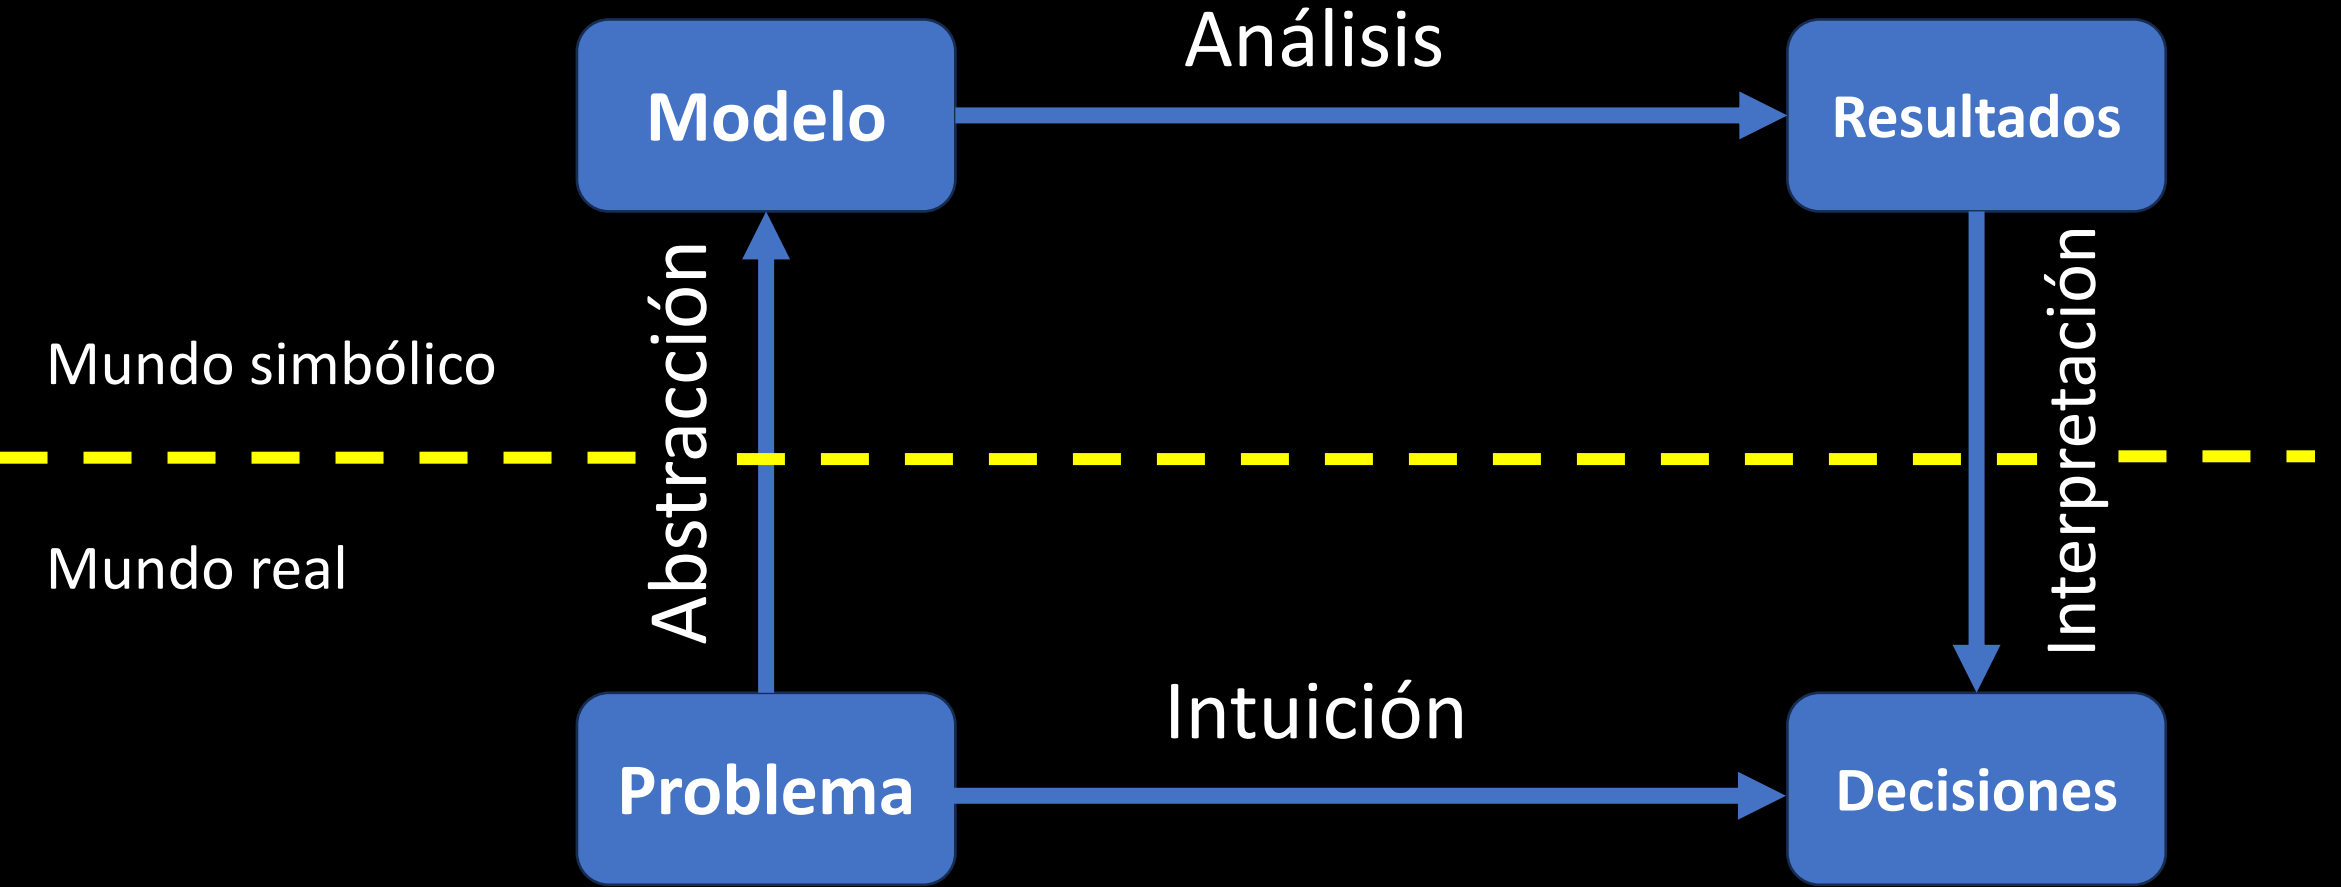 Análisis
Modelo
Resultados
Abstracción
Interpretación
Mundo simbólico
Mundo real
Intuición
Problema
Decisiones